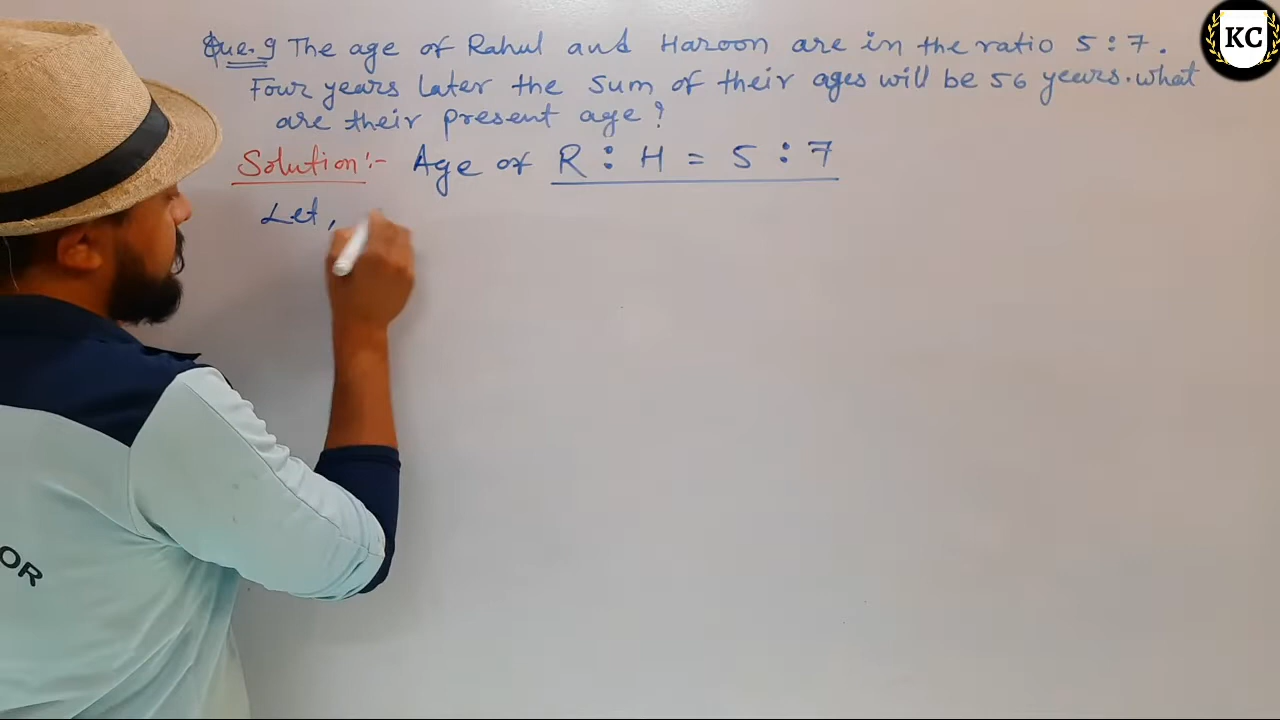 Que.9 The age of Rahul and Haroon are in the ratio 5:7.
Four years later the sum of their ages will be 56 years. what
are their present age?
Solution:- Age of R : H = 5 : 7
Let,
KC
OR